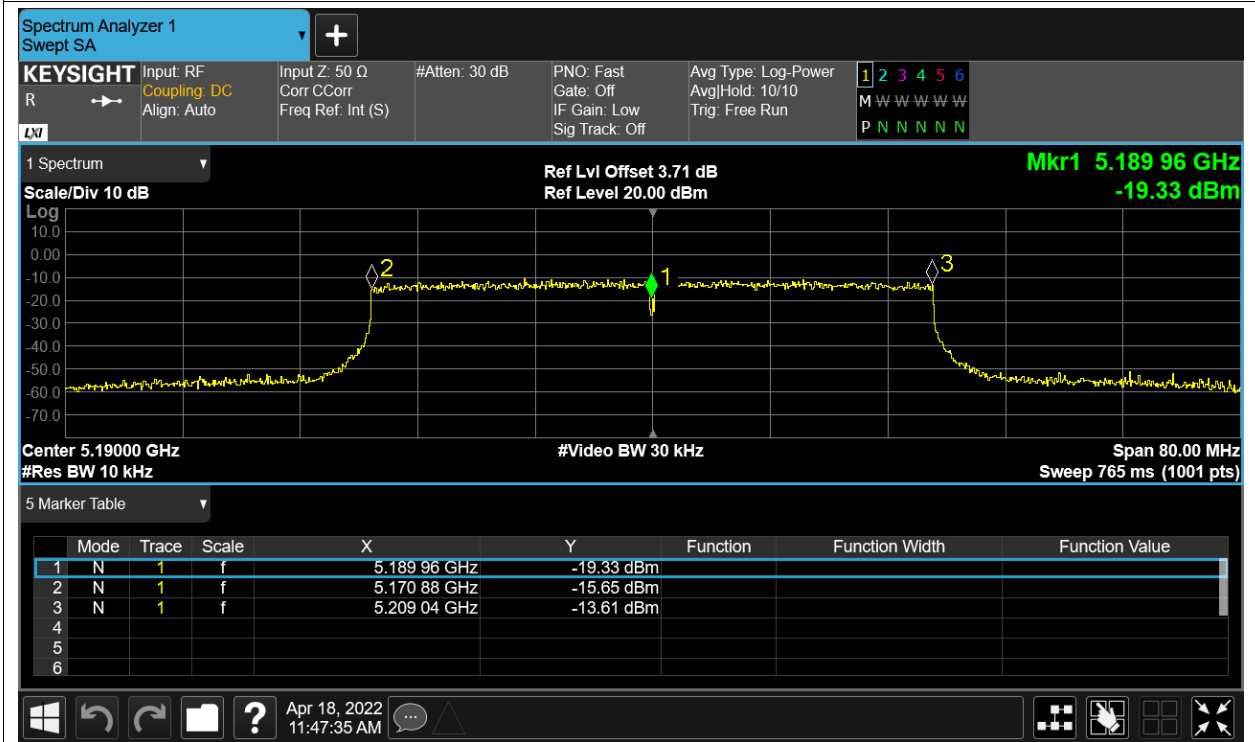 Spectrum Analyzer 1
Swept SA
+
KEYSIGHT Input: RF Input Z: 50 Ω #Atten: 30 dB PNO: Fast Avg Type: Log-Power 1 2 3 4 5 6
R Coupling: DC Corr CCorr Gate: Off Avg|Hold: 10/10 M W W W W W
Align: Auto Freq Ref: Int (S) IF Gain: Low Trig: Free Run
LXI Sig Track: Off P N N N N N
1 Spectrum
Ref Lvl Offset 3.71 dB Mkr1 5.189 96 GHz
Scale/Div 10 dB Ref Level 20.00 dBm -19.33 dBm
Log
10.0
0.00
-10.0
-20.0
-30.0
-40.0
-50.0
-60.0
-70.0
2
1
3
Center 5.19000 GHz #Video BW 30 kHz Span 80.00 MHz
#Res BW 10 kHz Sweep 765 ms (1001 pts)
5 Marker Table
Mode Trace Scale X Y Function Function Width Function Value
1 N 1 f 5.189 96 GHz -19.33 dBm
2 N 1 f 5.170 88 GHz -15.65 dBm
3 N 1 f 5.209 04 GHz -13.61 dBm
4
5
6
? Apr 18, 2022
11:47:35 AM